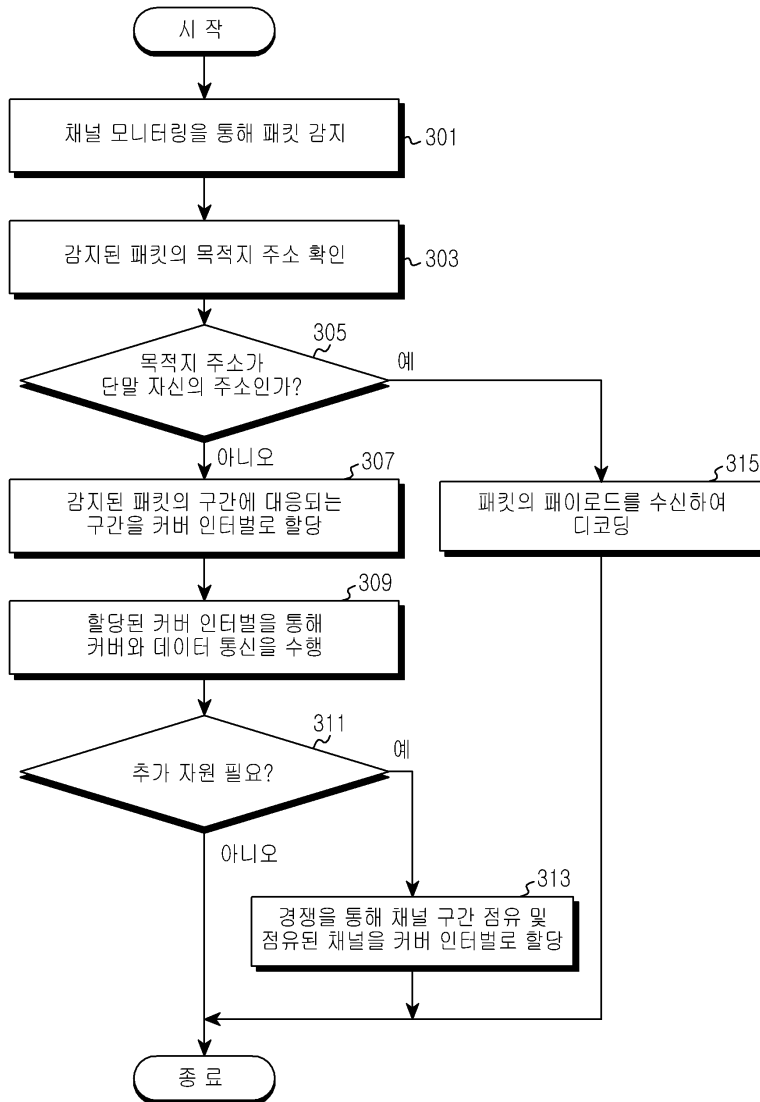 시 작
채널 모니터링을 통해 패킷 감지
301
감지된 패킷의 목적지 주소 확인
303
305
목적지 주소가
단말 자신의 주소인가?
예
아니오
307
감지된 패킷의 구간에 대응되는
구간을 커버 인터벌로 할당
315
패킷의 페이로드를 수신하여
디코딩
309
할당된 커버 인터벌을 통해
커버와 데이터 통신을 수행
311
추가 자원 필요?
예
아니오
313
경쟁을 통해 채널 구간 점유 및
점유된 채널을 커버 인터벌로 할당
종 료